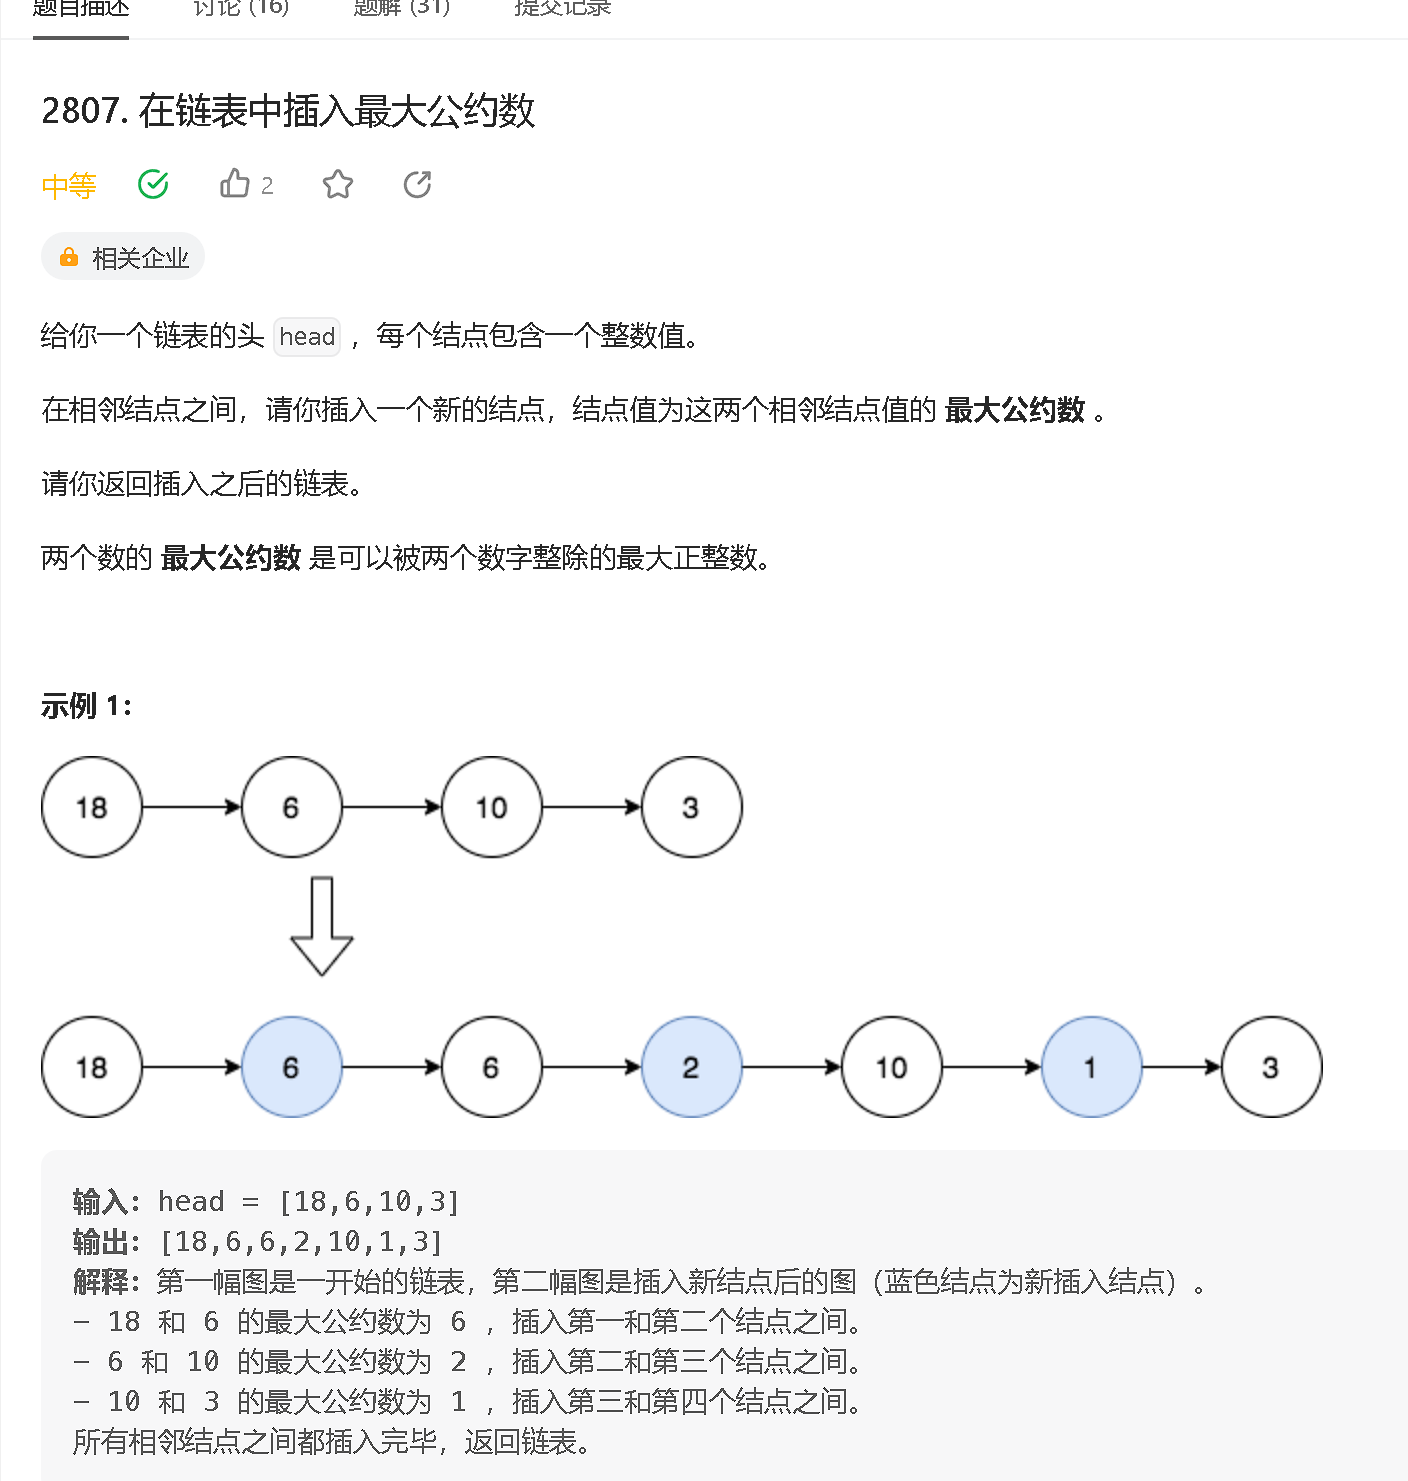 题目描述 讨论 (16) 题解 (31) 提交记录
2807. 在链表中插入最大公约数
中等 2
相关企业
给你一个链表的头 head ，每个结点包含一个整数值。
在相邻结点之间，请你插入一个新的结点，结点值为这两个相邻结点值的 最大公约数 。
请你返回插入之后的链表。
两个数的 最大公约数 是可以被两个数字整除的最大正整数。
示例 1：
18 6 10 3
18 6 6 2 10 1 3
输入：head = [18,6,10,3]
输出：[18,6,6,2,10,1,3]
解释：第一幅图是一开始的链表，第二幅图是插入新结点后的图（蓝色结点为新插入结点）。
- 18 和 6 的最大公约数为 6 ，插入第一和第二个结点之间。
- 6 和 10 的最大公约数为 2 ，插入第二和第三个结点之间。
- 10 和 3 的最大公约数为 1 ，插入第三和第四个结点之间。
所有相邻结点之间都插入完毕，返回链表。